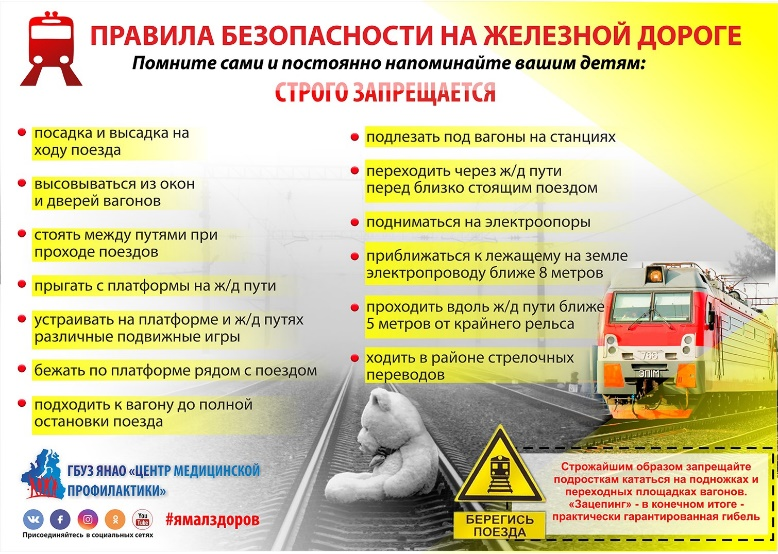 ПРАВИЛА БЕЗОПАСНОСТИ НА ЖЕЛЕЗНОЙ ДОРОГЕ
Помните сами и постоянно напоминайте вашим детям:
СТРОГО ЗАПРЕЩАЕТСЯ
посадка и высадка на
ходу поезда
высовываться из окон
и дверей вагонов
стоять между путями при
проходе поездов
прыгать с платформы на ж/д пути
устраивать на платформе и ж/д путях
различные подвижные игры
бежать по платформе рядом с поездом
подходить к вагону до полной
остановки поезда
подлезать под вагоны на станциях
переходить через ж/д пути
перед близко стоящим поездом
подниматься на электроопоры
приближаться к лежащему на земле
электропроводу ближе 8 метров
проходить вдоль ж/д пути ближе
5 метров от крайнего рельса
ходить в районе стрелочных
переводов
ЭП1М
ГБУЗ ЯНАО «ЦЕНТР МЕДИЦИНСКОЙ
ПРОФИЛАКТИКИ»
You Tube
#ямалздоров
Присоединяйтесь в социальных сетях
БЕРЕГИСЬ
ПОЕЗДА
Строжайшим образом запрещайте
подросткам кататься на подножках и
переходных площадках вагонов.
«Зацепинг» - в конечном итоге -
практически гарантированная гибель